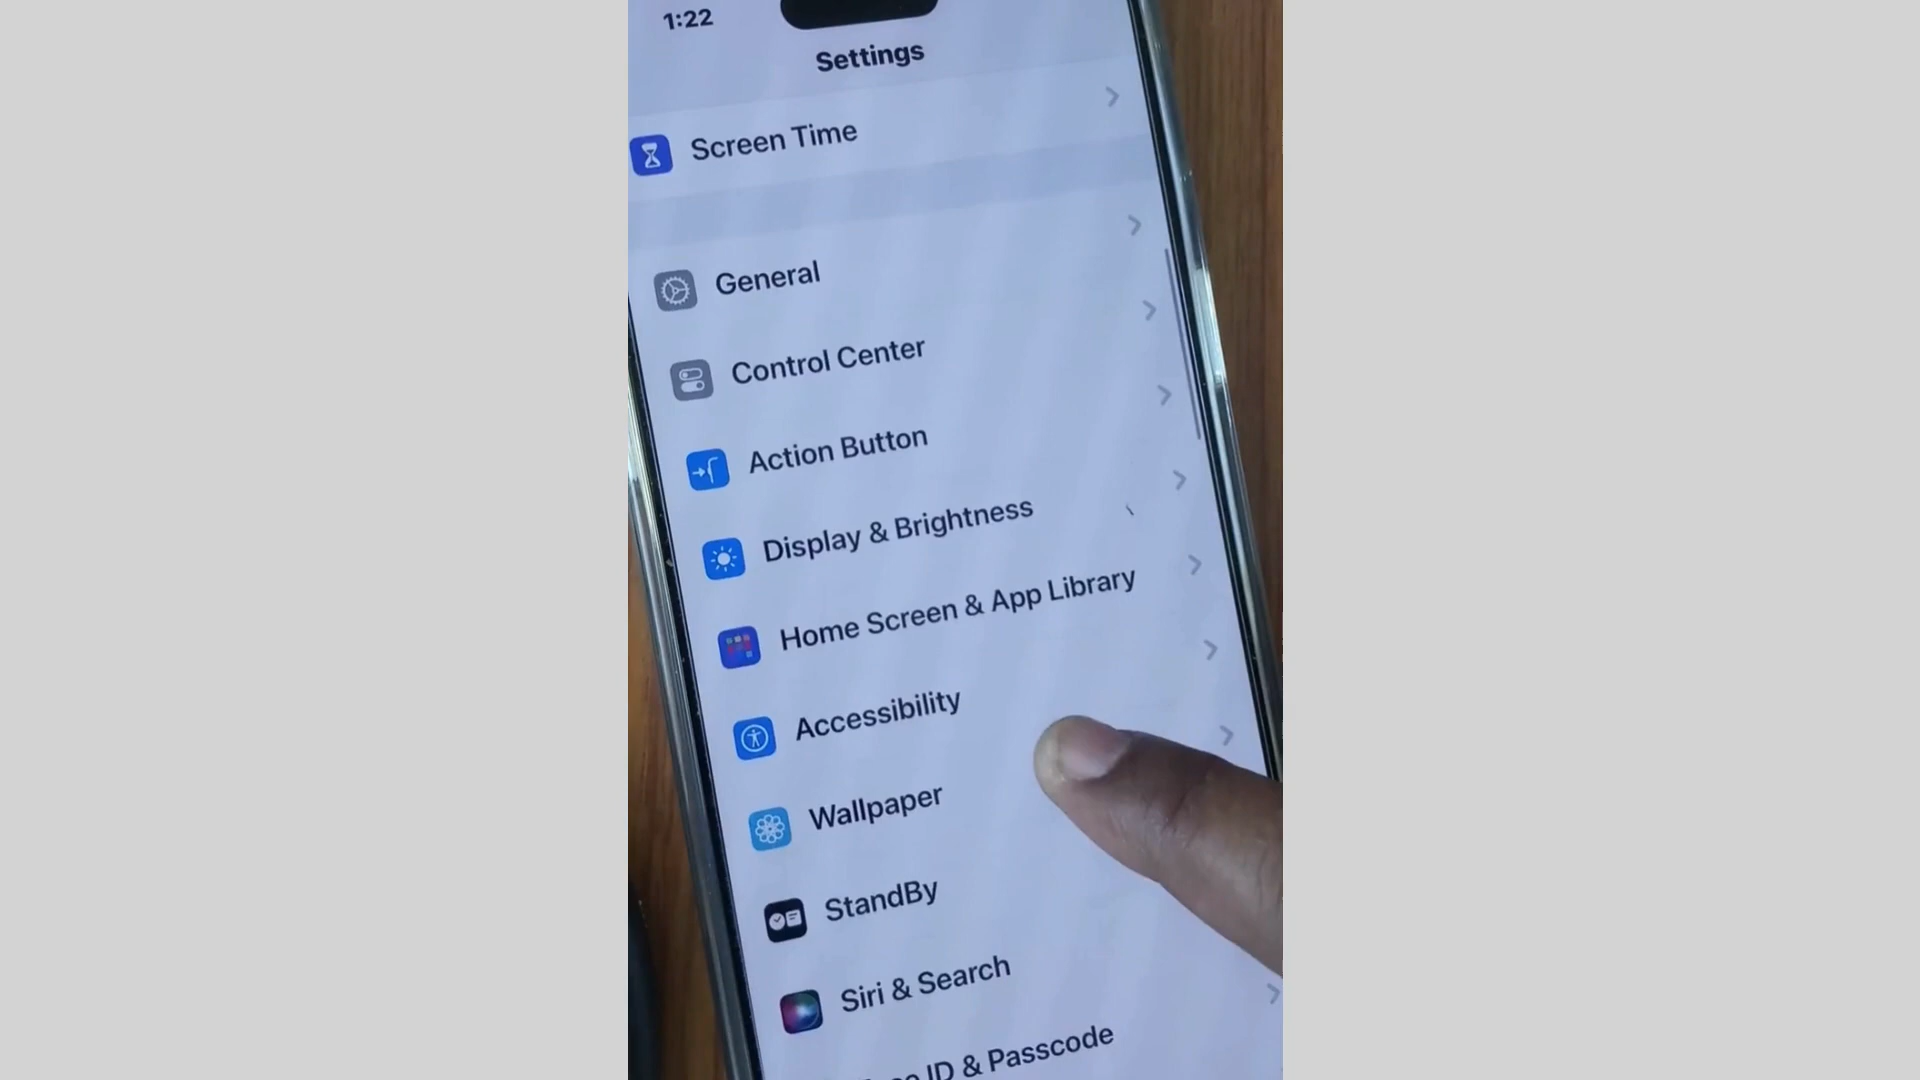 1:22
Settings
Screen Time
General
Control Center
Action Button
Display & Brightness
Home Screen & App Library
Accessibility
Wallpaper
StandBy
Siri & Search
ID & Passcode